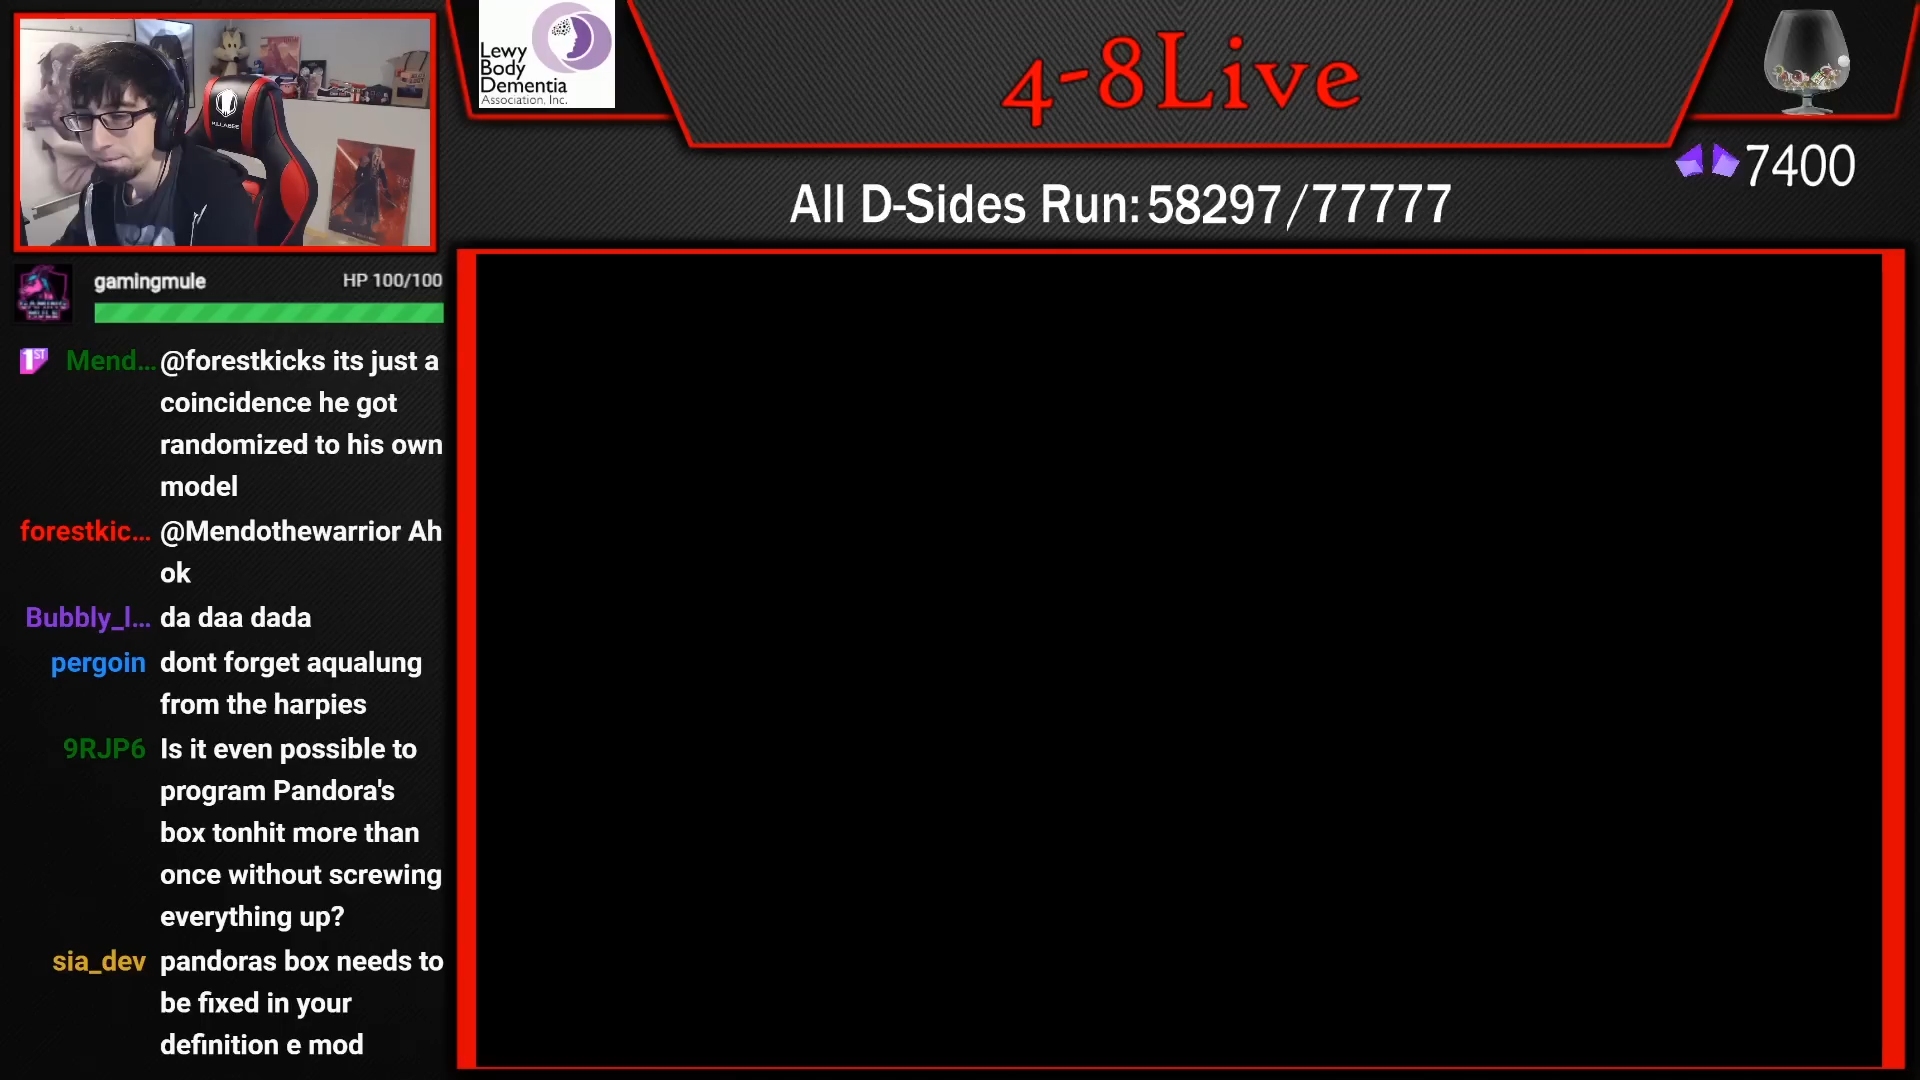 KILLABEE
Lewy
Body
Dementia
Association, Inc.
4-8Live
7400
All D-Sides Run:58297/77777
gamingmule HP 100/100
1ST Mend... @forestkicks its just a
coincidence he got
randomized to his own
model
forestkic... @Mendothewarrior Ah
ok
Bubbly_l... da daa dada
pergoin dont forget aqualung
from the harpies
9RJP6 Is it even possible to
program Pandora's
box tonhit more than
once without screwing
everything up?
sia_dev pandoras box needs to
be fixed in your
definition e mod